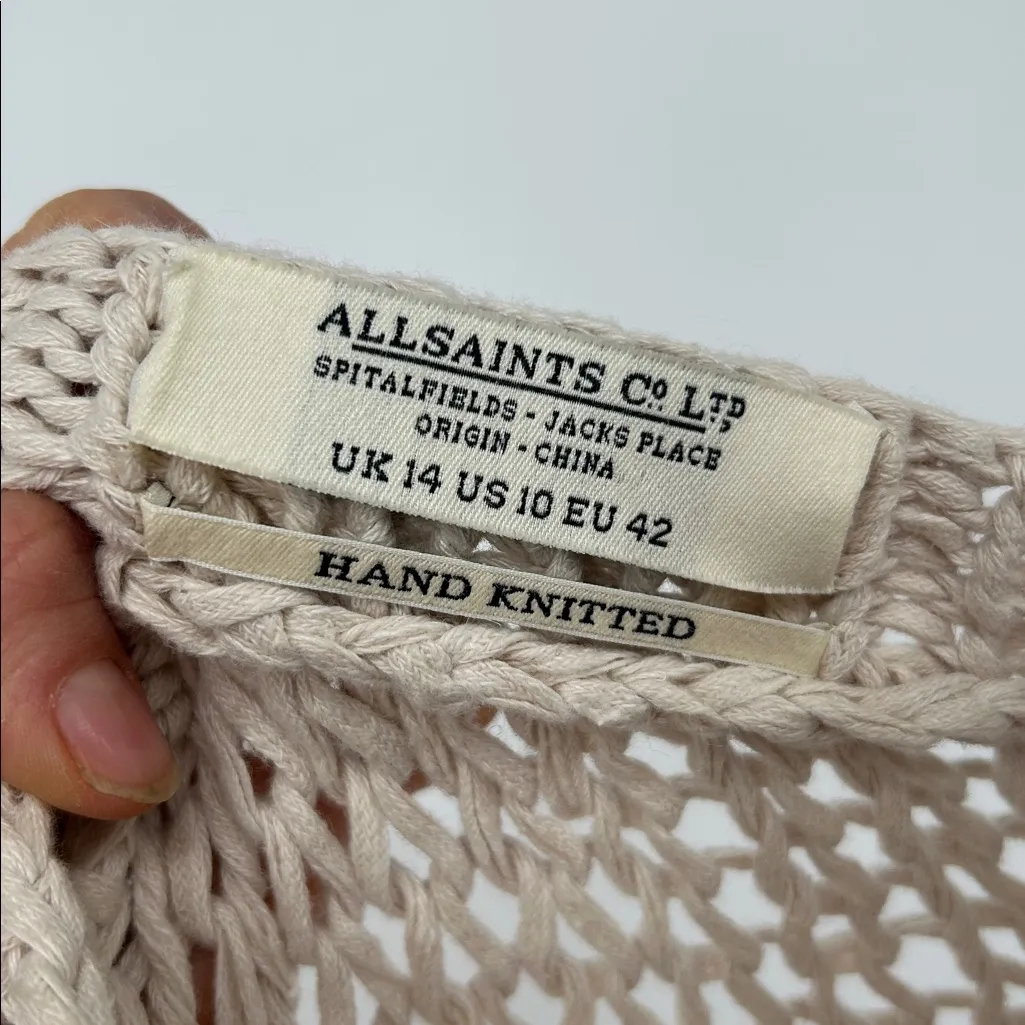 ALLSAINTS Co. LTD
SPITALFIELDS - JACKS PLACE
ORIGIN - CHINA
UK 14 US 10 EU 42
HAND KNITTED